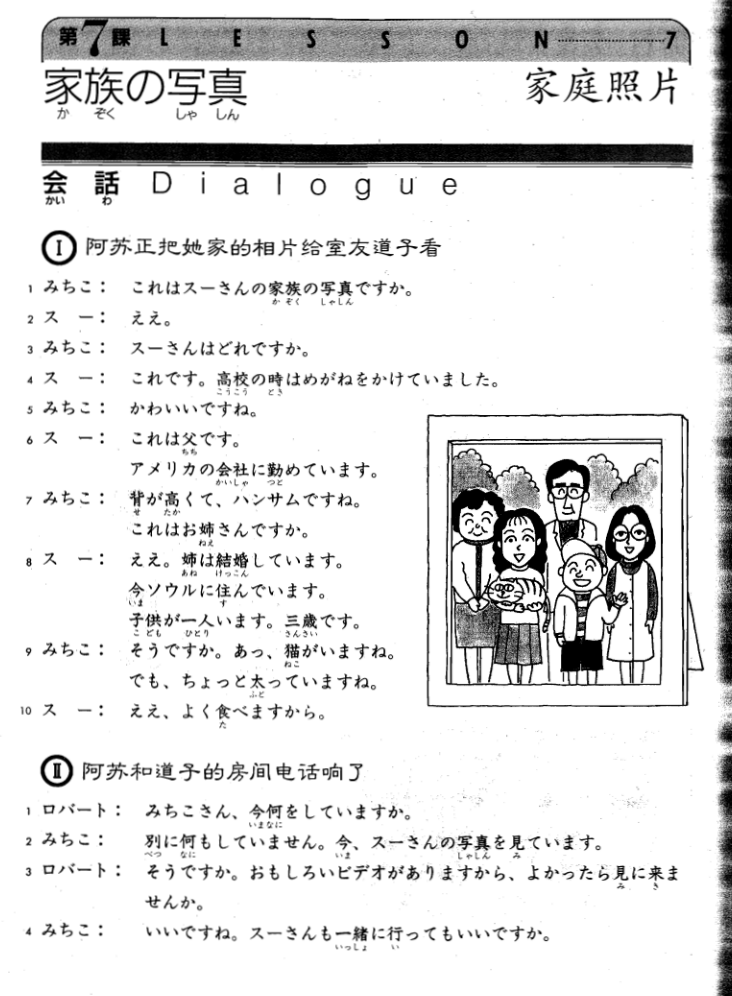 第7課 LESSON 7
家族の写真 家庭照片
か ぞく しゃ しん
会話 Dialogue
かい わ
Ⅰ 阿苏正把她家的相片给室友道子看
1 みちこ： これはスーさんの家族の写真ですか。
か ぞく しゃしん
2 スー： ええ。
3 みちこ： スーさんはどれですか。
4 スー： これです。高校の時はめがねをかけていました。
こうこう とき
5 みちこ： かわいいですね。
6 スー： これは父です。
ちち
アメリカの会社に勤めています。
かいしゃ つと
7 みちこ： 背が高くて、ハンサムですね。
せ たか
これはお姉さんですか。
ねえ
8 スー： ええ。姉は結婚しています。
あね けっこん
今ソウルに住んでいます。
いま す
子供が一人います。三歳です。
こ ども ひとり さんさい
9 みちこ： そうですか。あっ、猫がいますね。
ねこ
でも、ちょっと太っていますね。
ふと
10 スー： ええ、よく食べますから。
た
Ⅱ 阿苏和道子的房间电话响了
1 ロバート： みちこさん、今何をしていますか。
いまなに
2 みちこ： 別に何もしていません。今、スーさんの写真を見ています。
べつ なに いま しゃしん み
3 ロバート： そうですか。おもしろいビデオがありますから、よかったら見に来ま
み き
せんか。
4 みちこ： いいですね。スーさんも一緒に行ってもいいですか。
いっしょ い